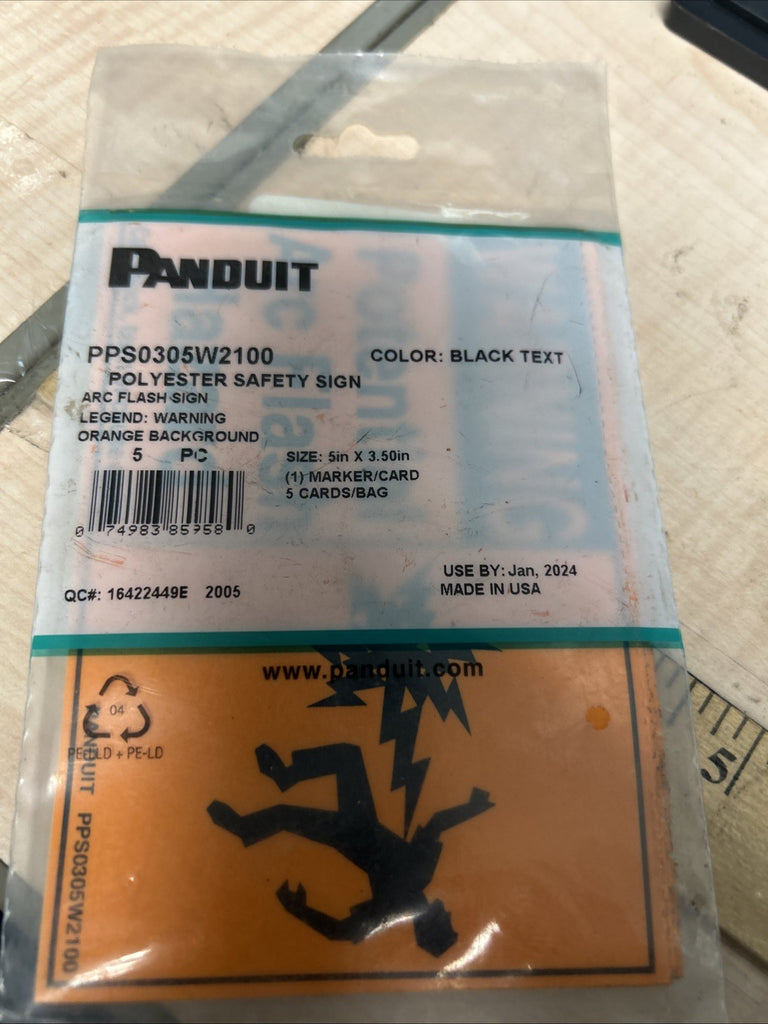 PANDUIT
PPS0305W2100
COLOR: BLACK TEXT
POLYESTER SAFETY SIGN
ARC FLASH SIGN
LEGEND: WARNING
ORANGE BACKGROUND
5 PC
SIZE: 5in X 3.50in
(1) MARKER/CARD
5 CARDS/BAG
0 74983 85958 0
USE BY: Jan, 2024
MADE IN USA
QC#: 16422449E 2005
www.panduit.com
04
PE-LD + PE-LD
PANDUIT PPS0305W2100
5